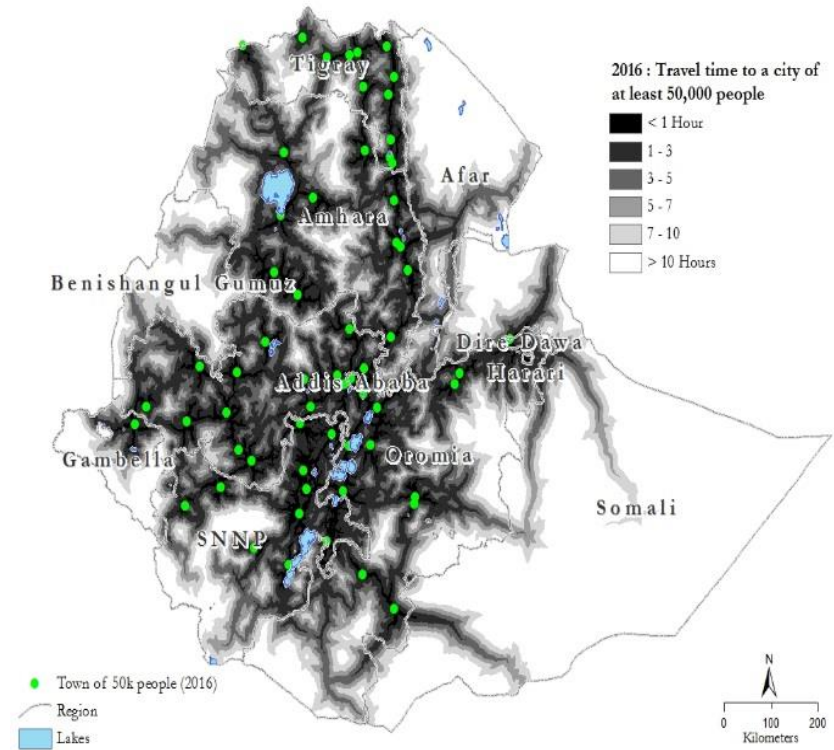 Tigray
2016 : Travel time to a city of
at least 50,000 people
< 1 Hour
1 - 3
3 - 5
5 - 7
7 - 10
> 10 Hours
Afar
Amhara
Benishangul Gumuz
Dire Dawa
Harari
Addis Ababa
Gambella
Oromia
Somali
SNNP
Town of 50k people (2016)
Region
Lakes
N
0 100 200
Kilometers